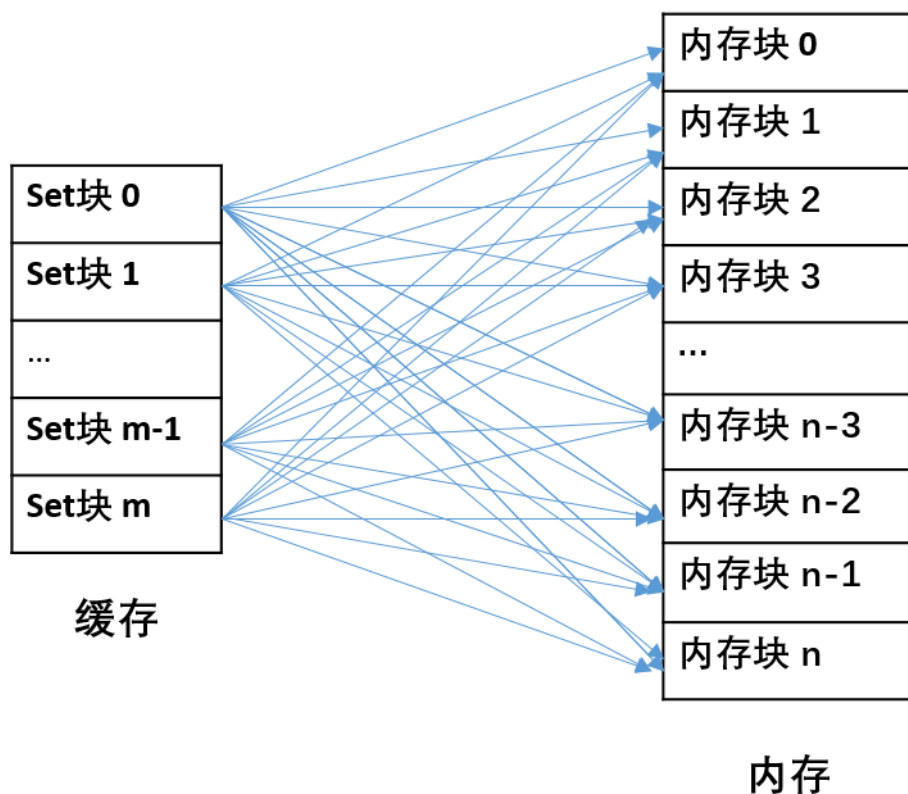 Set块 0
Set块 1
...
Set块 m-1
Set块 m
缓存
内存块 0
内存块 1
内存块 2
内存块 3
...
内存块 n-3
内存块 n-2
内存块 n-1
内存块 n
内存